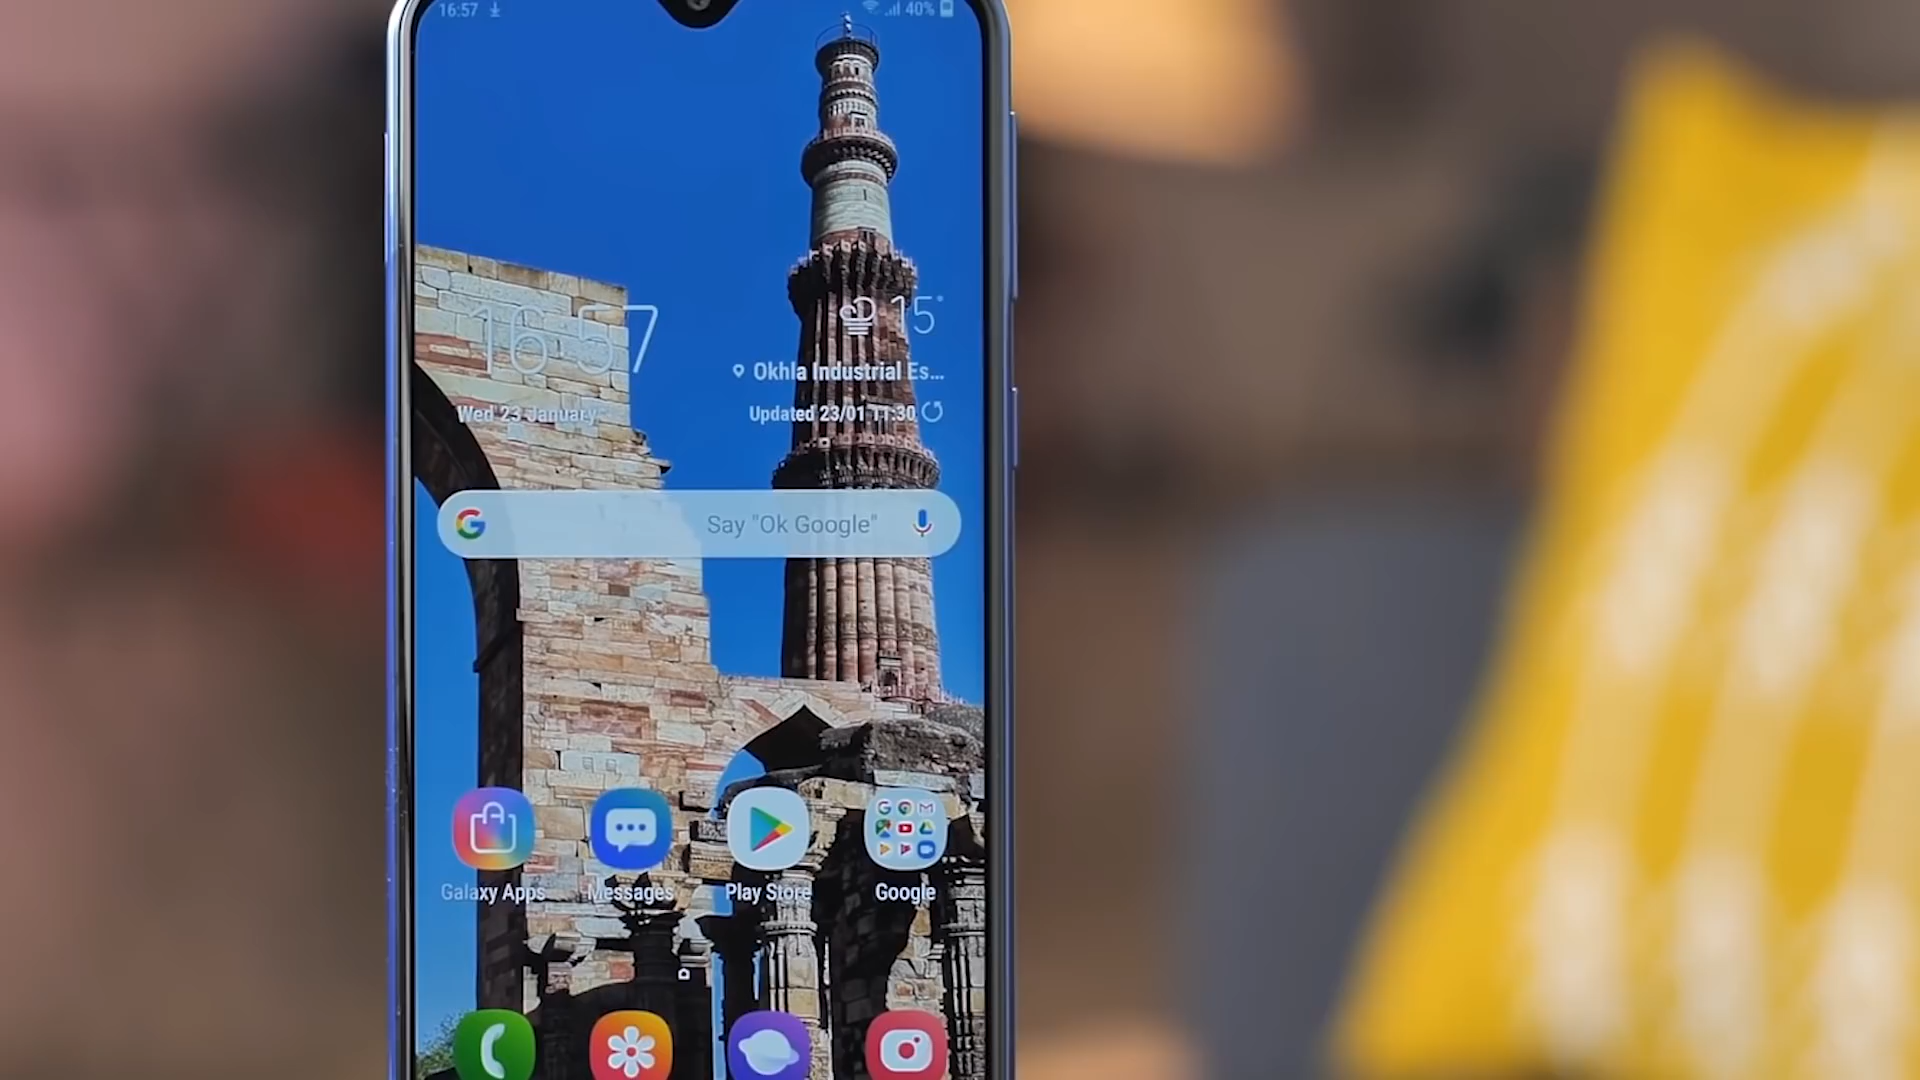 16:57
40%
16 57
15°
Okhla Industrial Es...
Wed 23 January
Updated 23/01 11:30
G
Say "Ok Google"
Galaxy Apps
Messages
Play Store
Google